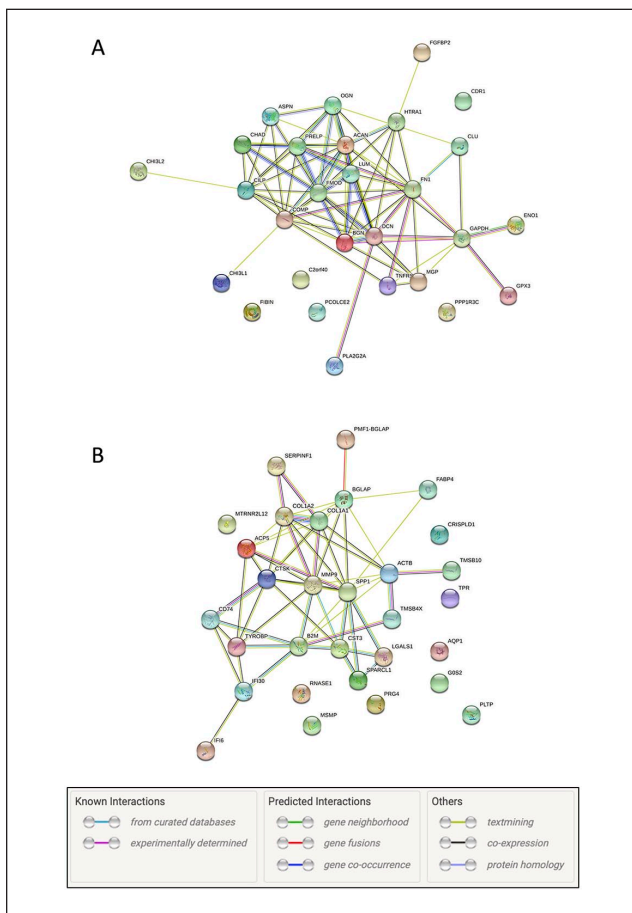 A
FGFBP2
CDR1
OGN
ASPN
HTRA1
CHAD
PRELP
ACAN
CLU
LUM
CHI3L2
CILP
FMOD
FN1
COMP
DCN
ENO1
BGN
GAPDH
CHI3L1
C2orf40
MGP
GPX3
FIBIN
PCOLCE2
PPP1R3C
PLA2G2A
B
PMF1-BGLAP
SERPINF1
BGLAP
FABP4
COL1A2
COL1A1
MTRNR2L12
CRISPLD1
ACP5
ACTB
TMSB10
CTSK
MMP9
SPP1
TPR
CD74
TMSB4X
TYROBP
B2M
CST3
LGALS1
AQP1
SPARCL1
G0S2
IFI30
RNASE1
PRG4
MSMP
PLTP
IFI6
Known Interactions
from curated databases
experimentally determined
Predicted Interactions
gene neighborhood
gene fusions
gene co-occurrence
Others
textmining
co-expression
protein homology